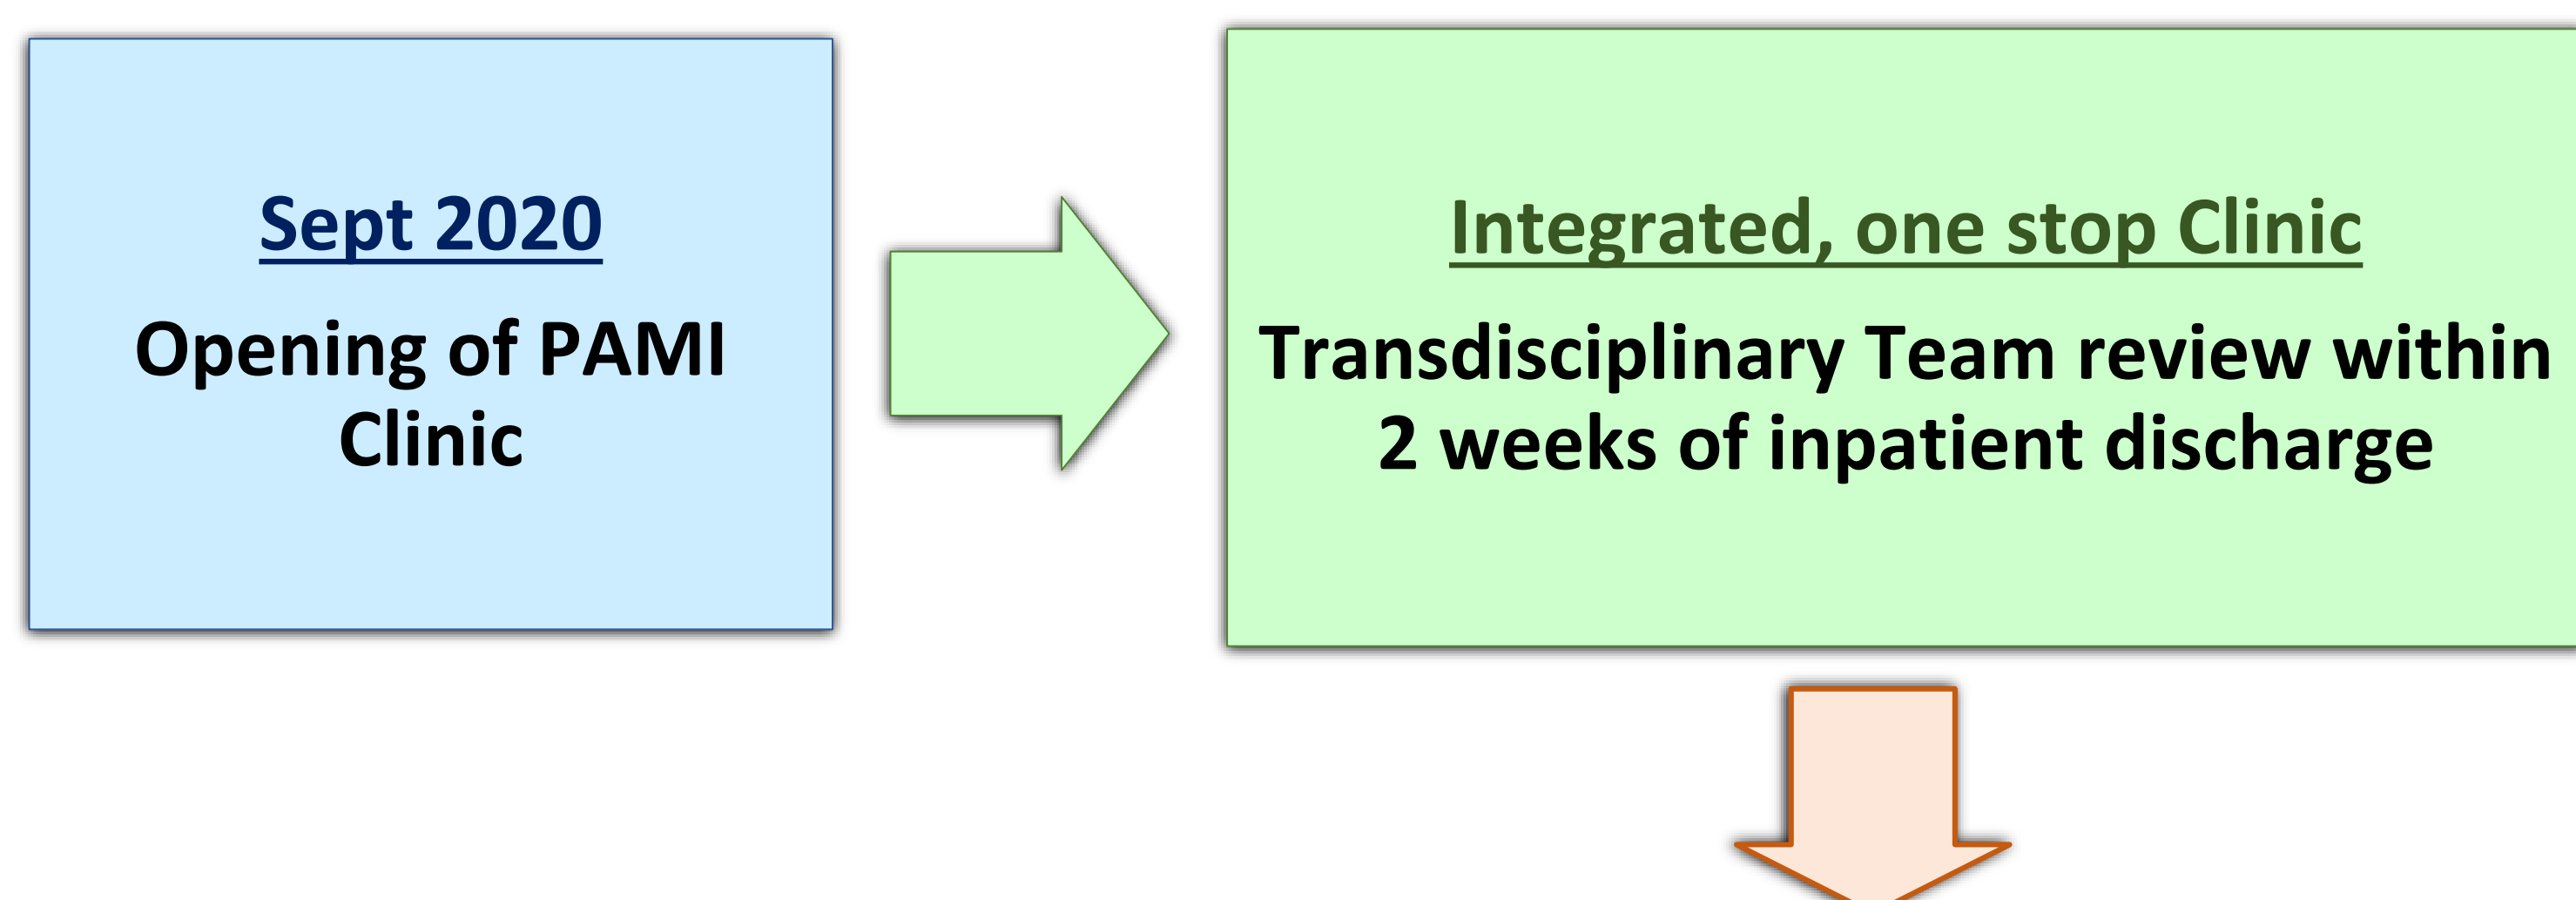 Sept 2020
Opening of PAMI
Clinic
Integrated, one stop Clinic
Transdisciplinary Team review within
2 weeks of inpatient discharge